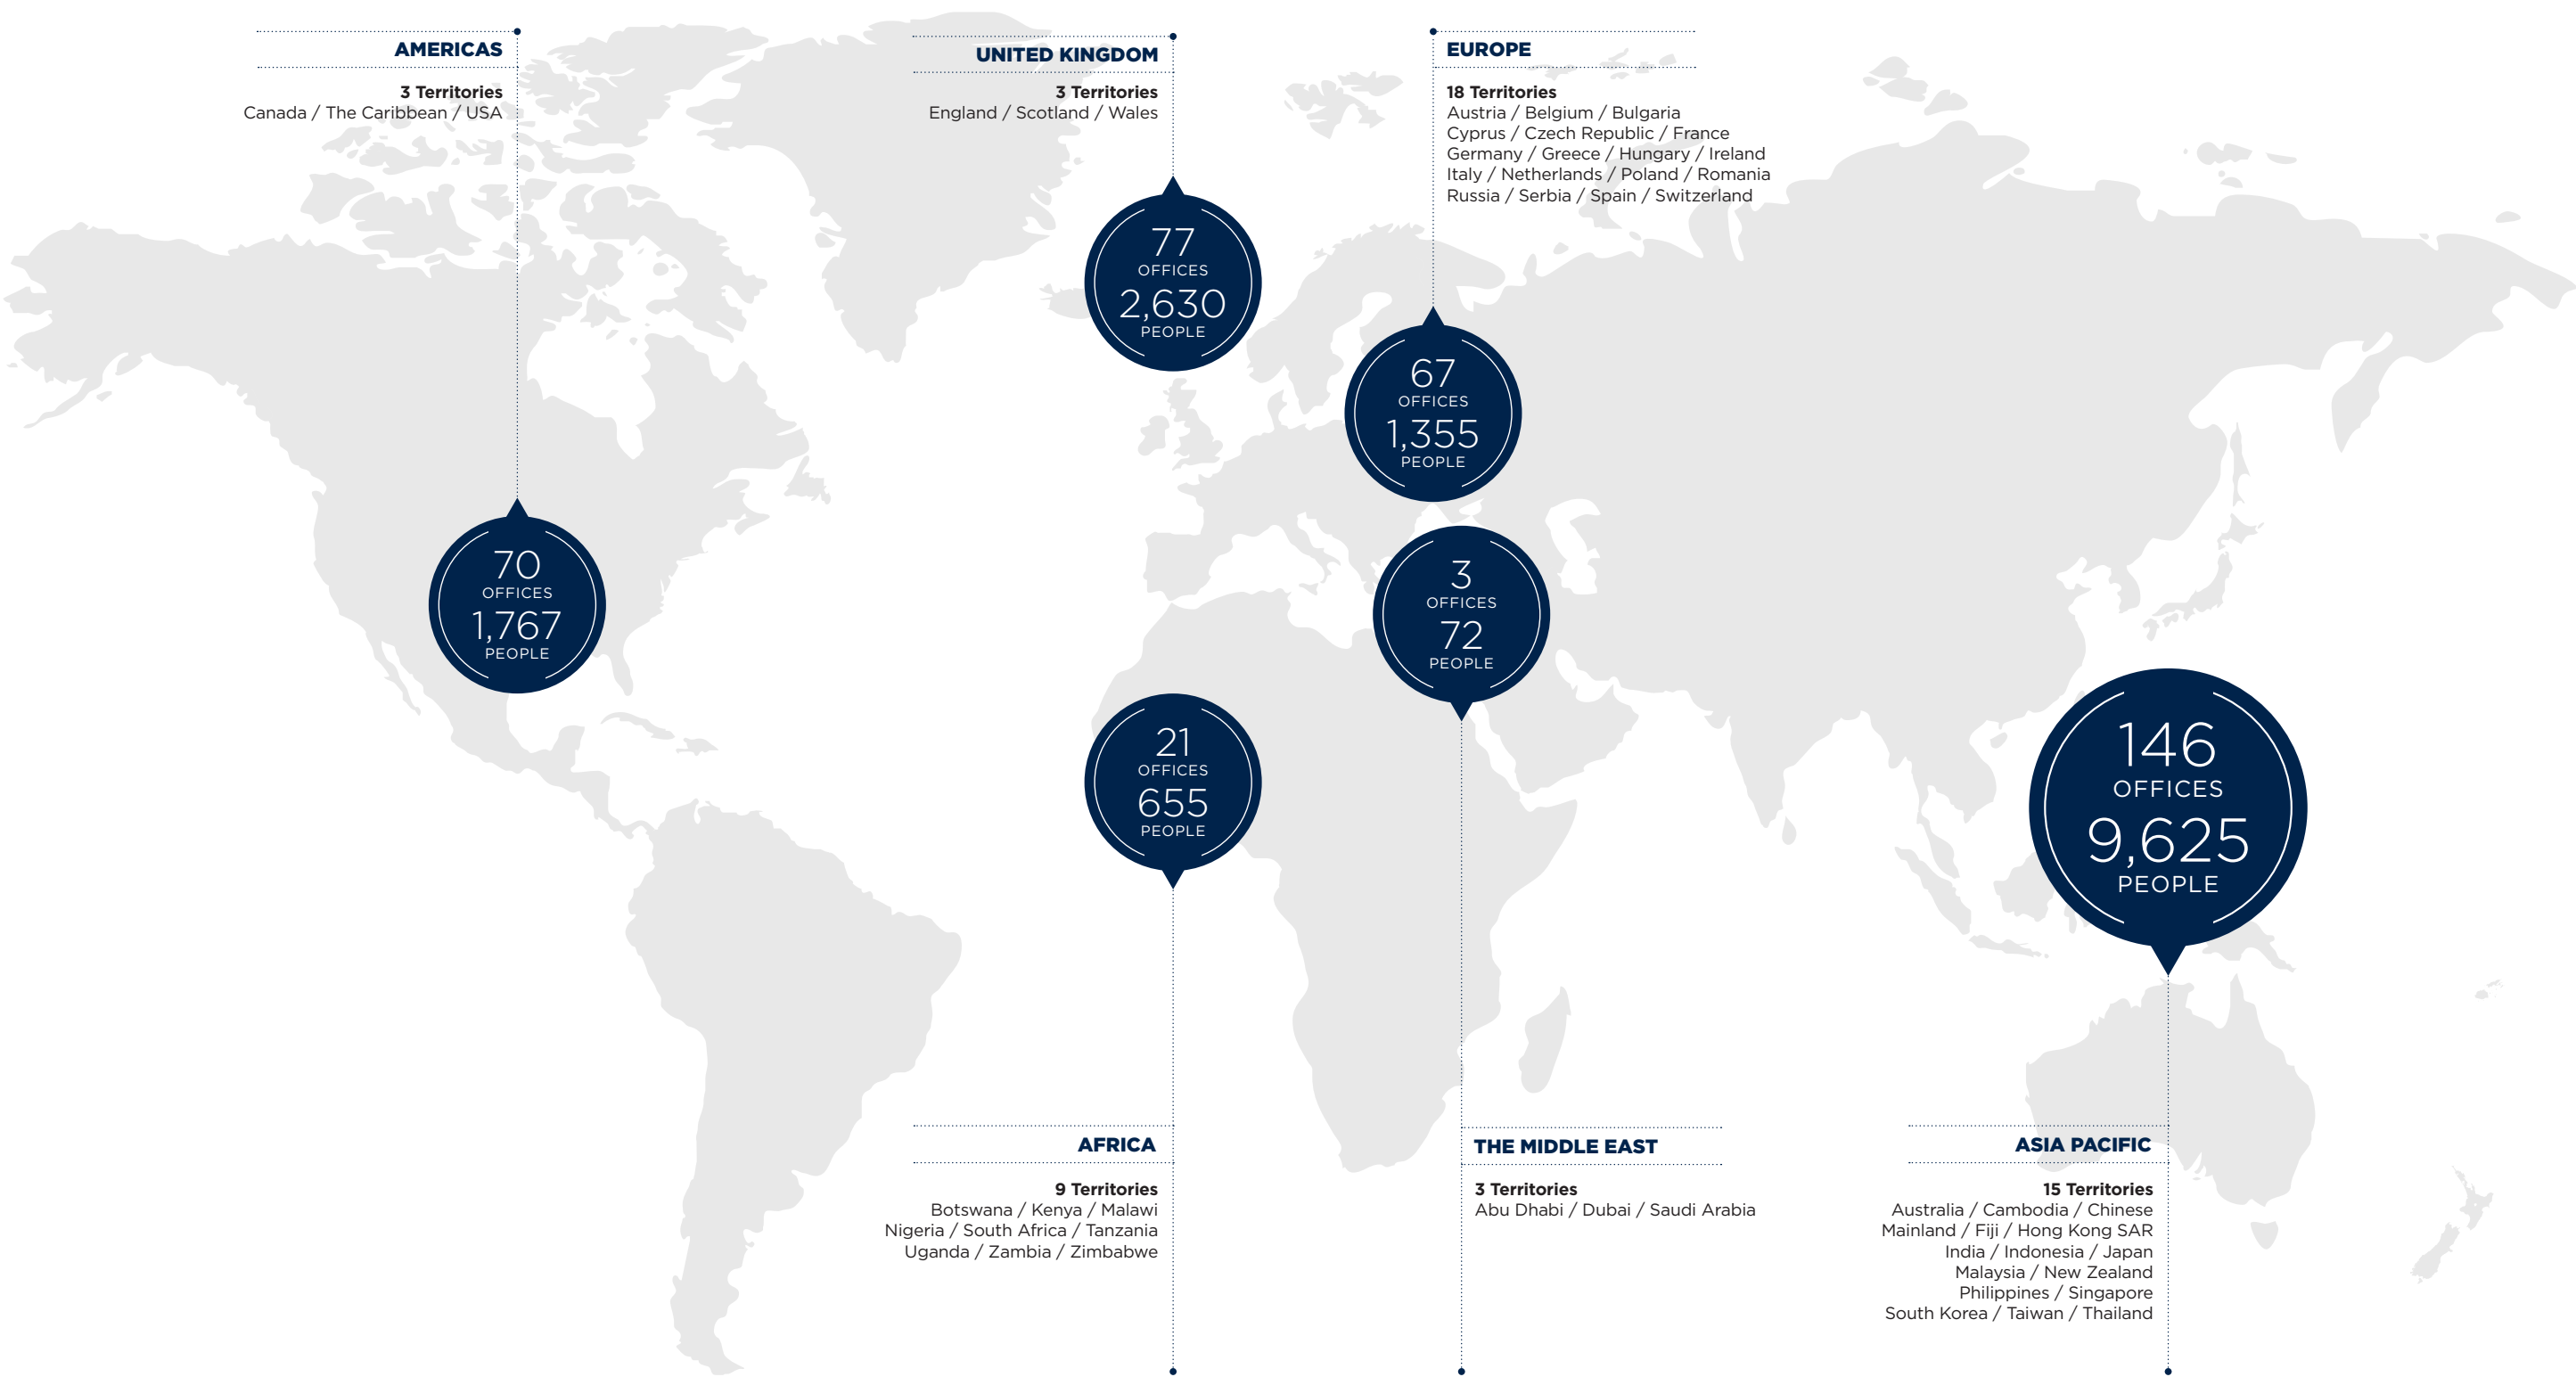 AMERICAS
3 Territories
Canada / The Caribbean / USA
70
OFFICES
1,767
PEOPLE
UNITED KINGDOM
3 Territories
England / Scotland / Wales
77
OFFICES
2,630
PEOPLE
EUROPE
18 Territories
Austria / Belgium / Bulgaria
Cyprus / Czech Republic / France
Germany / Greece / Hungary / Ireland
Italy / Netherlands / Poland / Romania
Russia / Serbia / Spain / Switzerland
67
OFFICES
1,355
PEOPLE
21
OFFICES
655
PEOPLE
AFRICA
9 Territories
Botswana / Kenya / Malawi
Nigeria / South Africa / Tanzania
Uganda / Zambia / Zimbabwe
3
OFFICES
72
PEOPLE
THE MIDDLE EAST
3 Territories
Abu Dhabi / Dubai / Saudi Arabia
146
OFFICES
9,625
PEOPLE
ASIA PACIFIC
15 Territories
Australia / Cambodia / Chinese
Mainland / Fiji / Hong Kong SAR
India / Indonesia / Japan
Malaysia / New Zealand
Philippines / Singapore
South Korea / Taiwan / Thailand